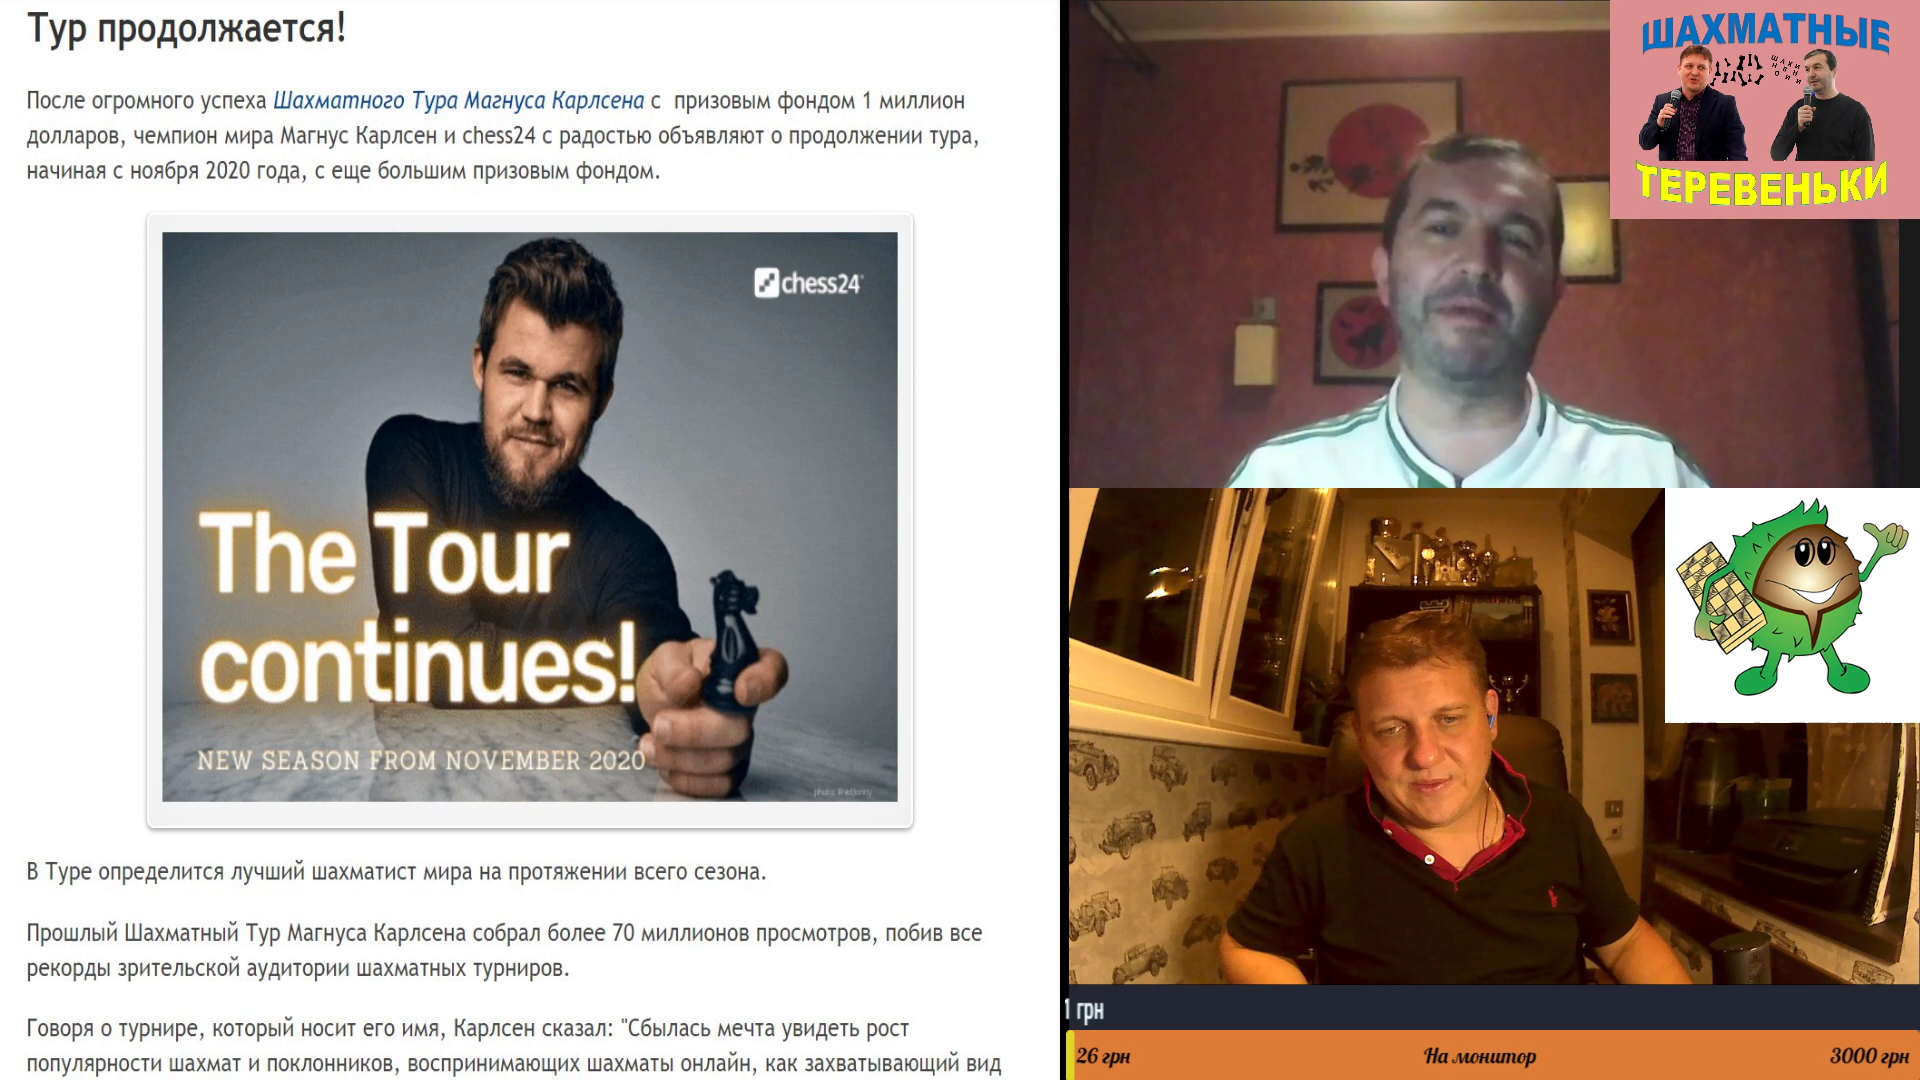 Тур продолжается!
После огромного успеха Шахматного Тура Магнуса Карлсена с призовым фондом 1 миллион
долларов, чемпион мира Магнус Карлсен и chess24 с радостью объявляют о продолжении тура,
начиная с ноября 2020 года, с еще большим призовым фондом.
chess24
The Tour
continues!
NEW SEASON FROM NOVEMBER 2020
В Туре определится лучший шахматист мира на протяжении всего сезона.
Прошлый Шахматный Тур Магнуса Карлсена собрал более 70 миллионов просмотров, побив все
рекорды зрительской аудитории шахматных турниров.
Говоря о турнире, который носит его имя, Карлсен сказал: "Сбылась мечта увидеть рост
популярности шахмат и поклонников, воспринимающих шахматы онлайн, как захватывающий вид
ШАХМАТНЫЕ
ТЕРЕВЕНЬКИ
1 грн
26 грн На монитор 3000 грн